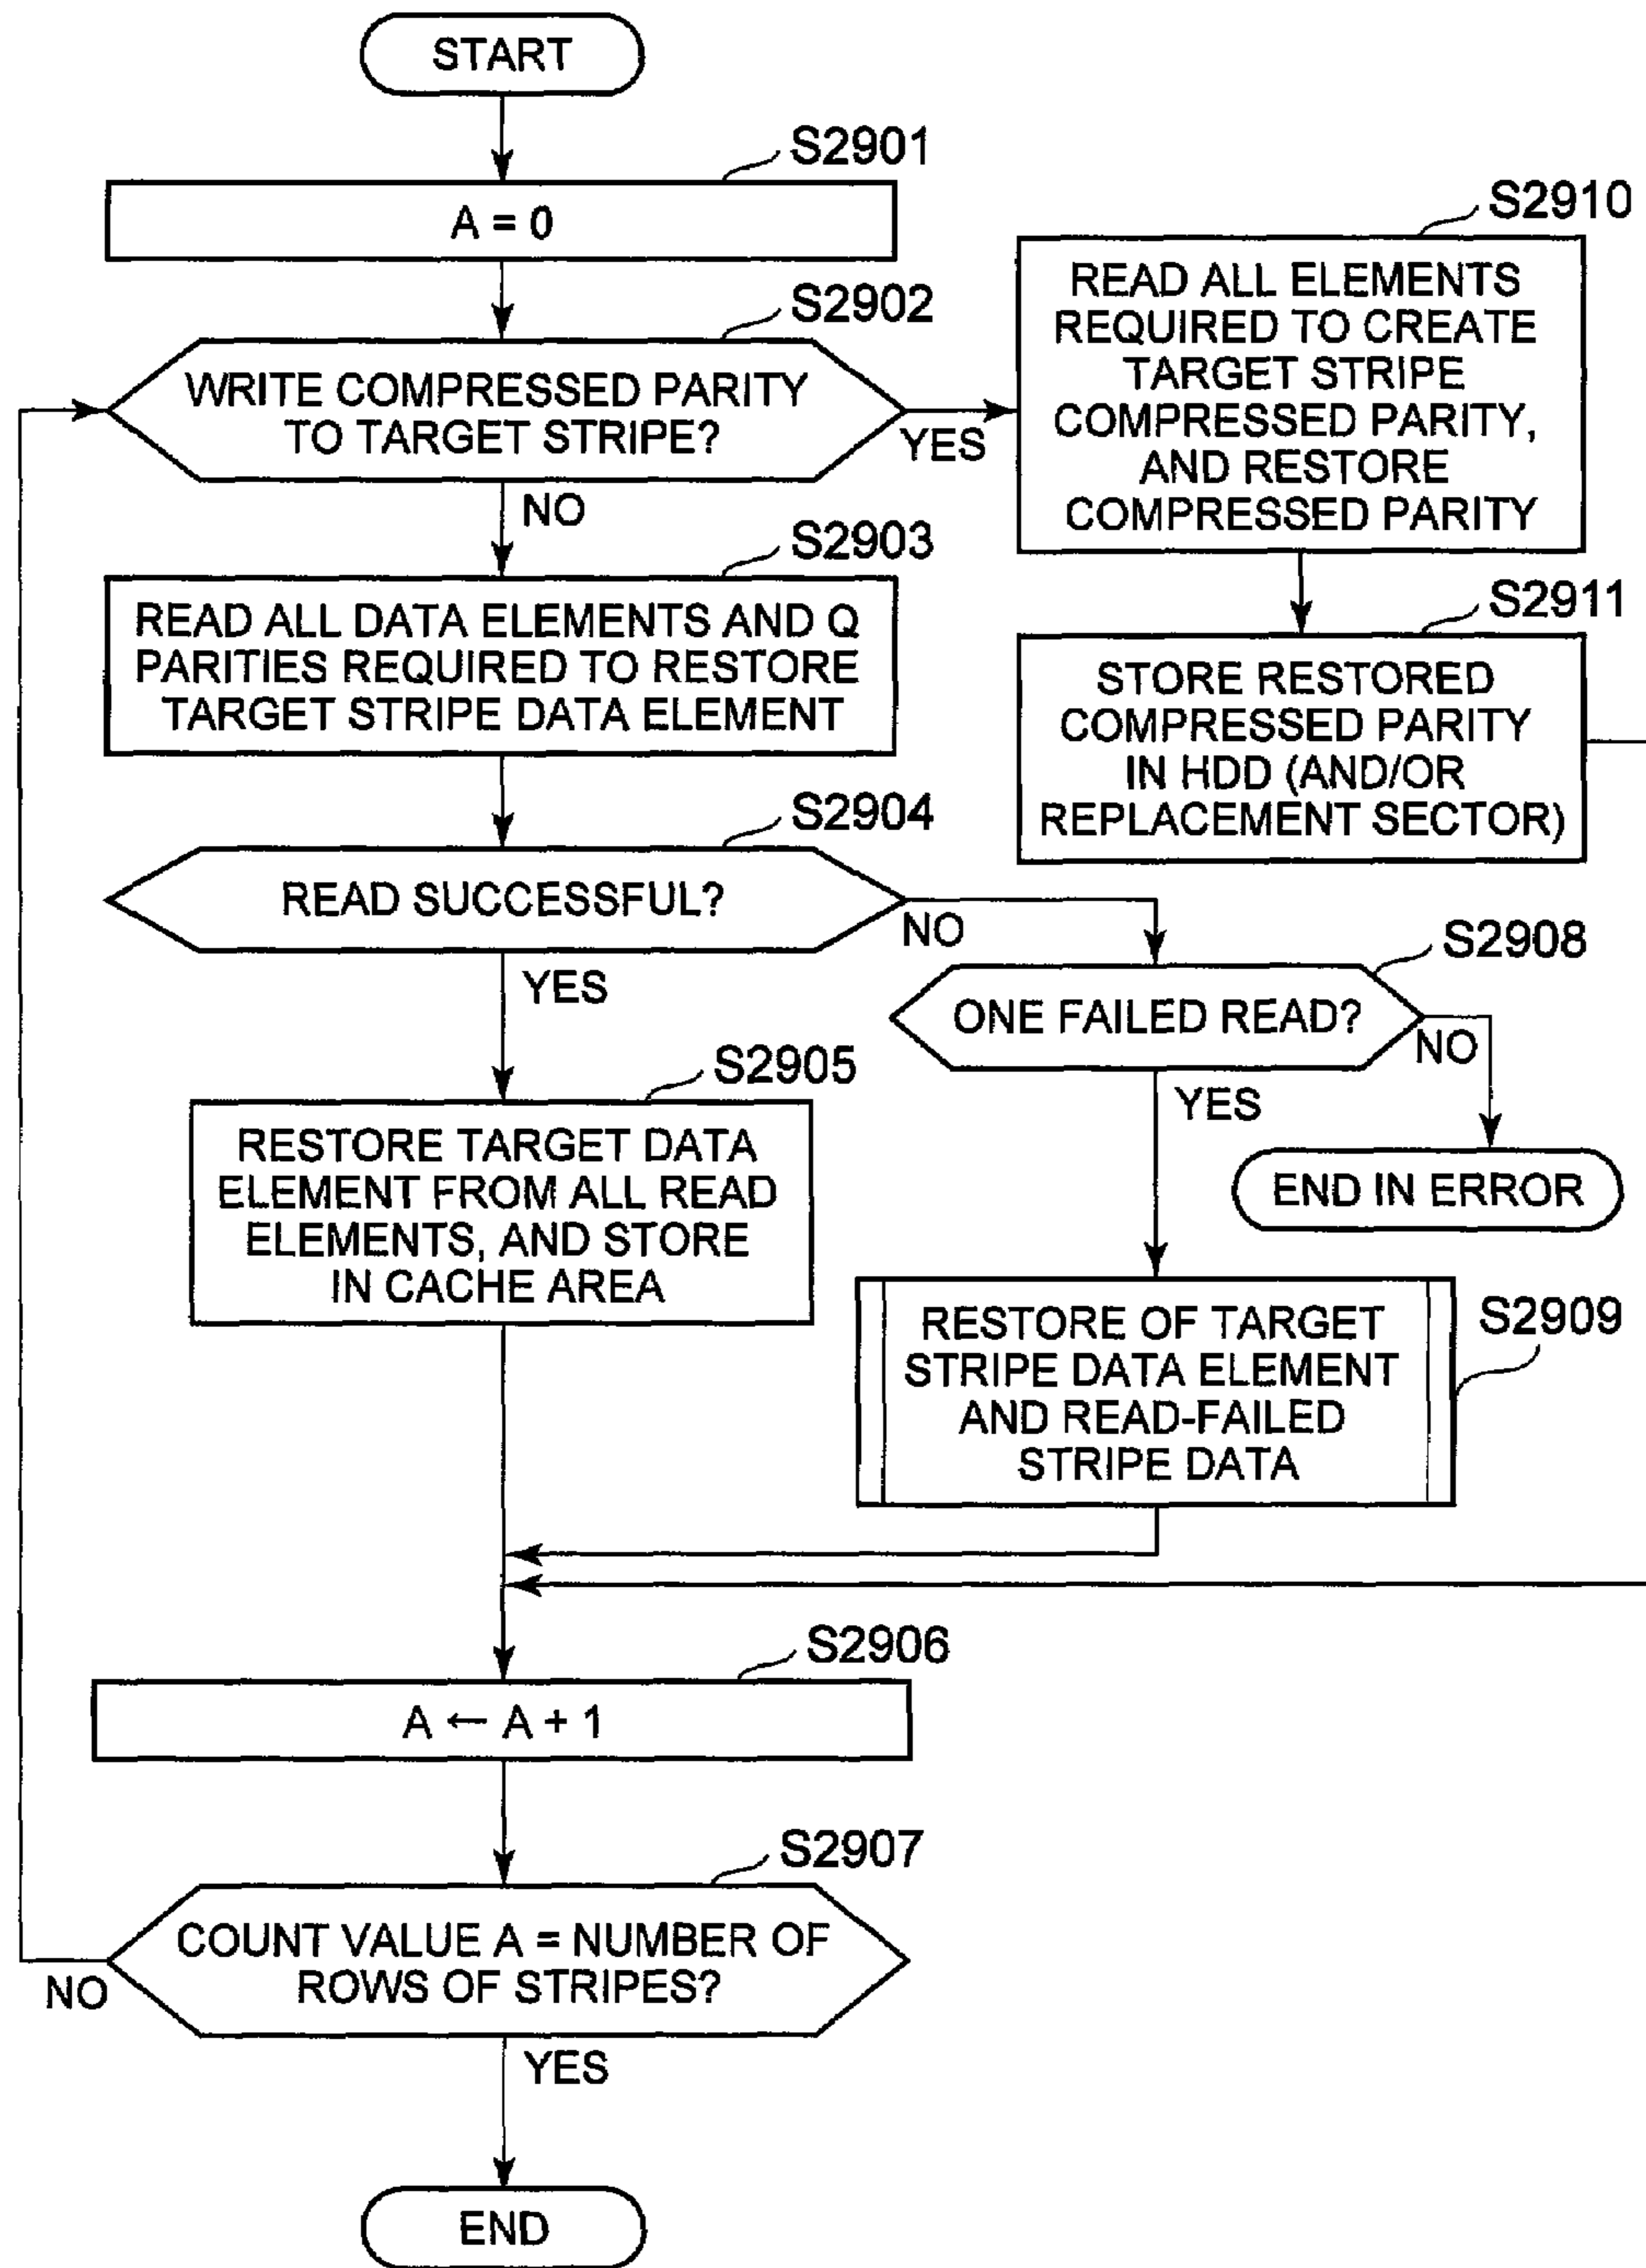 START
S2901
A = 0
S2902
WRITE COMPRESSED PARITY
TO TARGET STRIPE?
YES
NO
S2910
READ ALL ELEMENTS
REQUIRED TO CREATE
TARGET STRIPE
COMPRESSED PARITY,
AND RESTORE
COMPRESSED PARITY
S2903
READ ALL DATA ELEMENTS AND Q
PARITIES REQUIRED TO RESTORE
TARGET STRIPE DATA ELEMENT
S2911
STORE RESTORED
COMPRESSED PARITY
IN HDD (AND/OR
REPLACEMENT SECTOR)
S2904
READ SUCCESSFUL?
NO
YES
S2908
ONE FAILED READ?
NO
YES
END IN ERROR
S2905
RESTORE TARGET DATA
ELEMENT FROM ALL READ
ELEMENTS, AND STORE
IN CACHE AREA
S2909
RESTORE OF TARGET
STRIPE DATA ELEMENT
AND READ-FAILED
STRIPE DATA
S2906
A ← A + 1
S2907
COUNT VALUE A = NUMBER OF
ROWS OF STRIPES?
NO
YES
END